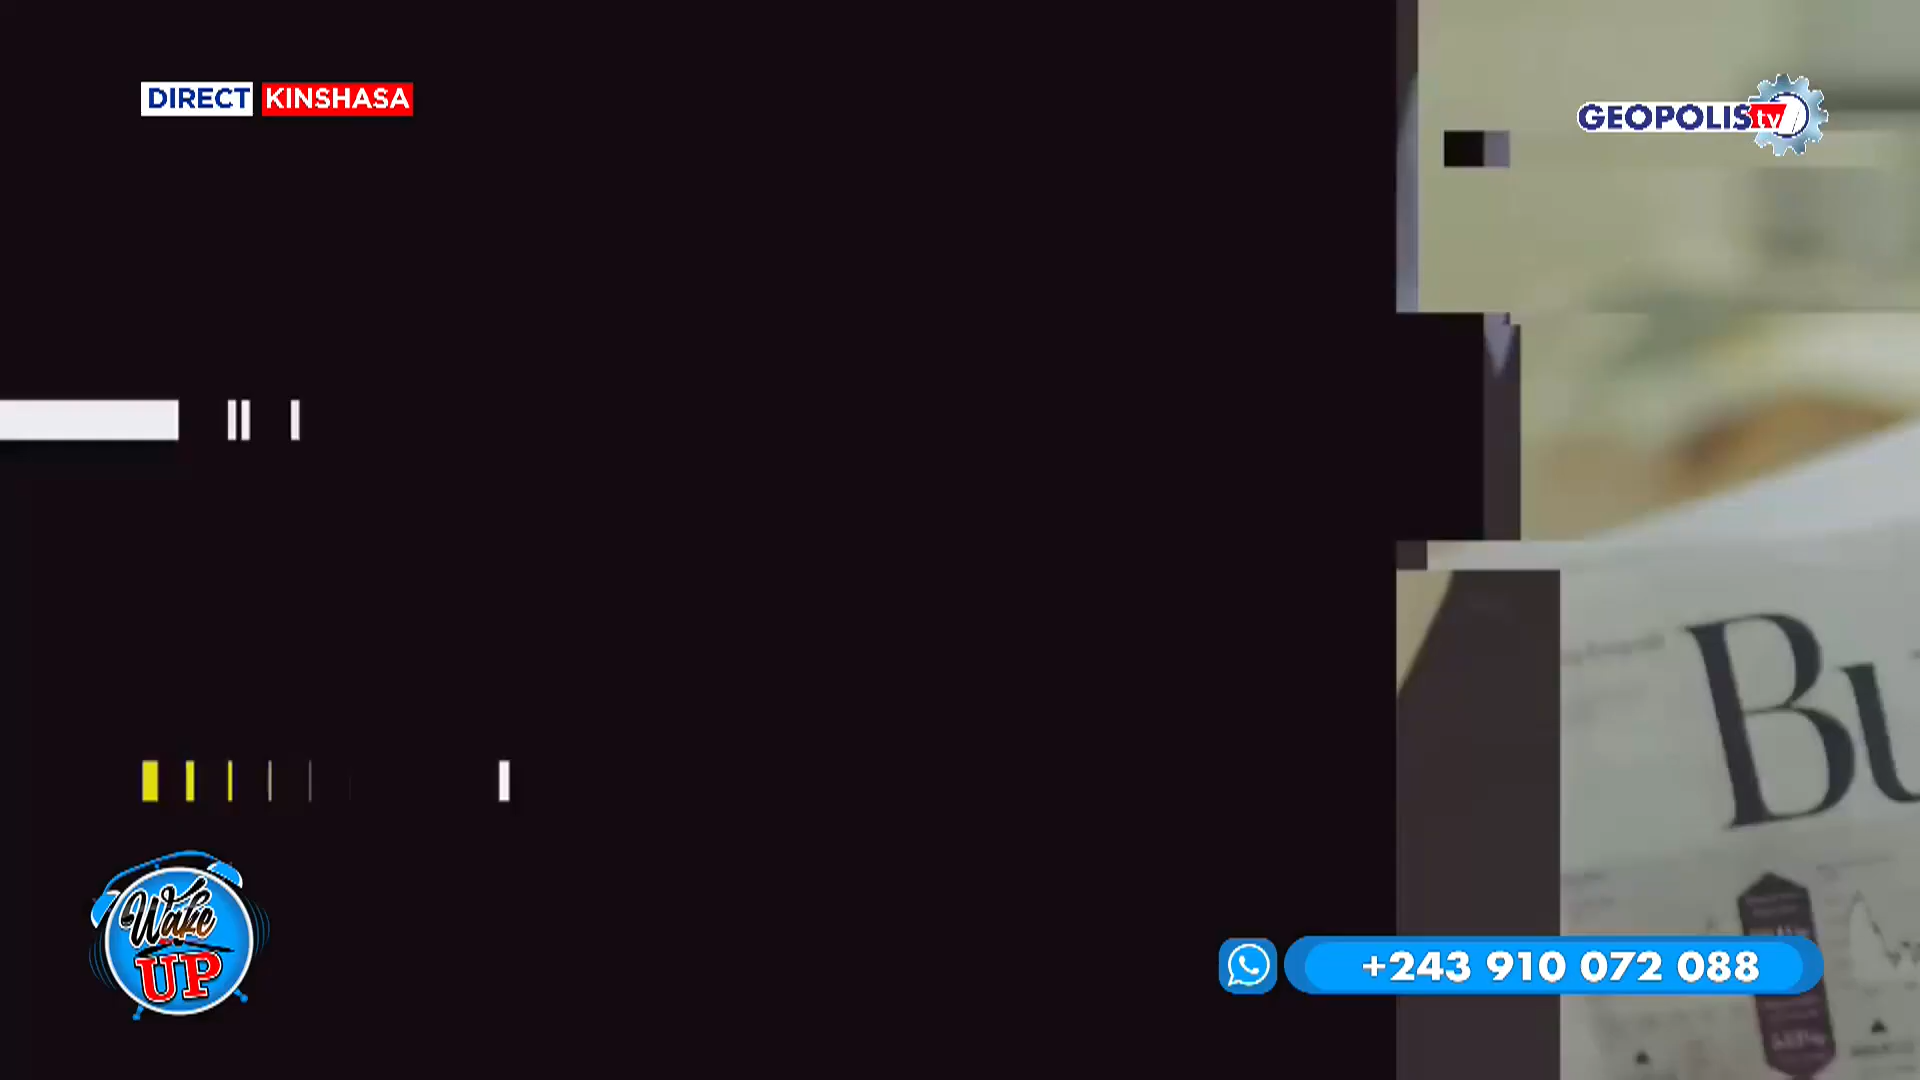 DIRECT KINSHASA
GEOPOLIS tv
Bu
Wake
UP
+243 910 072 088